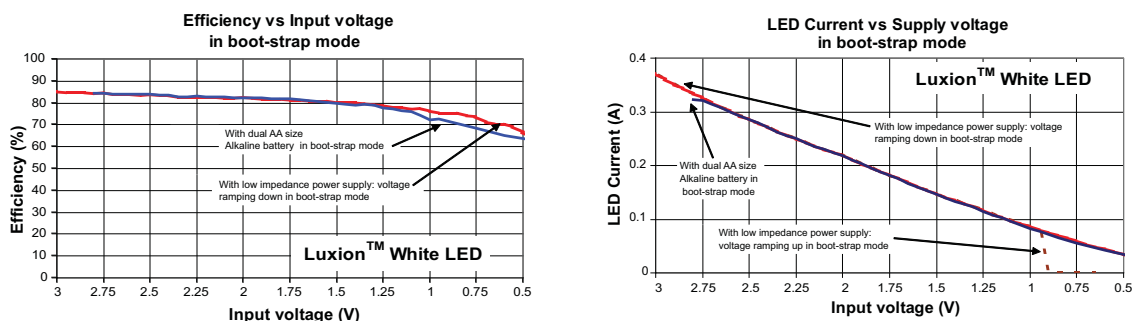 Efficiency vs Input voltage
in boot-strap mode
Efficiency (%)
100
90
80
70
60
50
40
30
20
10
0
With dual AA size
Alkaline battery in boot-strap mode
With low impedance power supply: voltage
ramping down in boot-strap mode
Luxion™ White LED
3 2.75 2.5 2.25 2 1.75 1.5 1.25 1 0.75 0.5
Input voltage (V)
LED Current vs Supply voltage
in boot-strap mode
LED Current (A)
0.4
0.3
0.2
0.1
0
Luxion™ White LED
With low impedance power supply: voltage
ramping down in boot-strap mode
With dual AA size
Alkaline battery in
boot-strap mode
With low impedance power supply:
voltage ramping up in boot-strap mode
3 2.75 2.5 2.25 2 1.75 1.5 1.25 1 0.75 0.5
Input voltage (V)